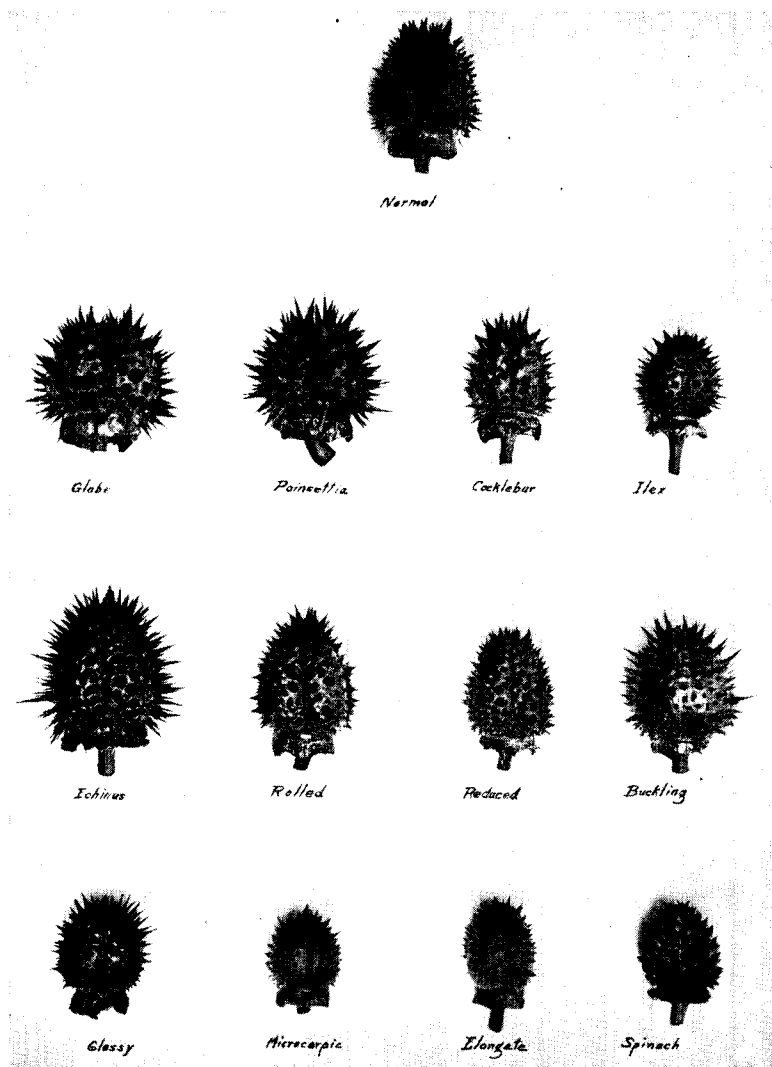 Normal
Globe
Poinsettia
Cocklebur
Ilex
Echinus
Rolled
Reduced
Buckling
Glossy
Microcarpic
Elongate
Spinach